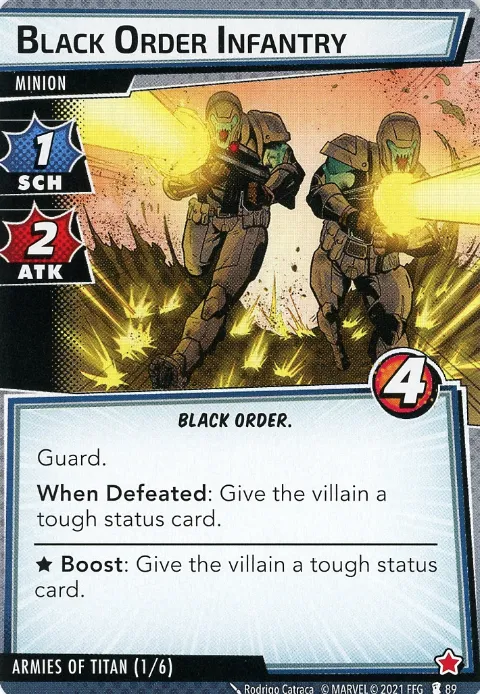 BLACK ORDER INFANTRY
MINION
1
SCH
2
ATK
4
BLACK ORDER.
Guard.
When Defeated: Give the villain a
tough status card.
★ Boost: Give the villain a tough status
card.
ARMIES OF TITAN (1/6)
Rodrigo Catraca © MARVEL © 2021 FFG 89